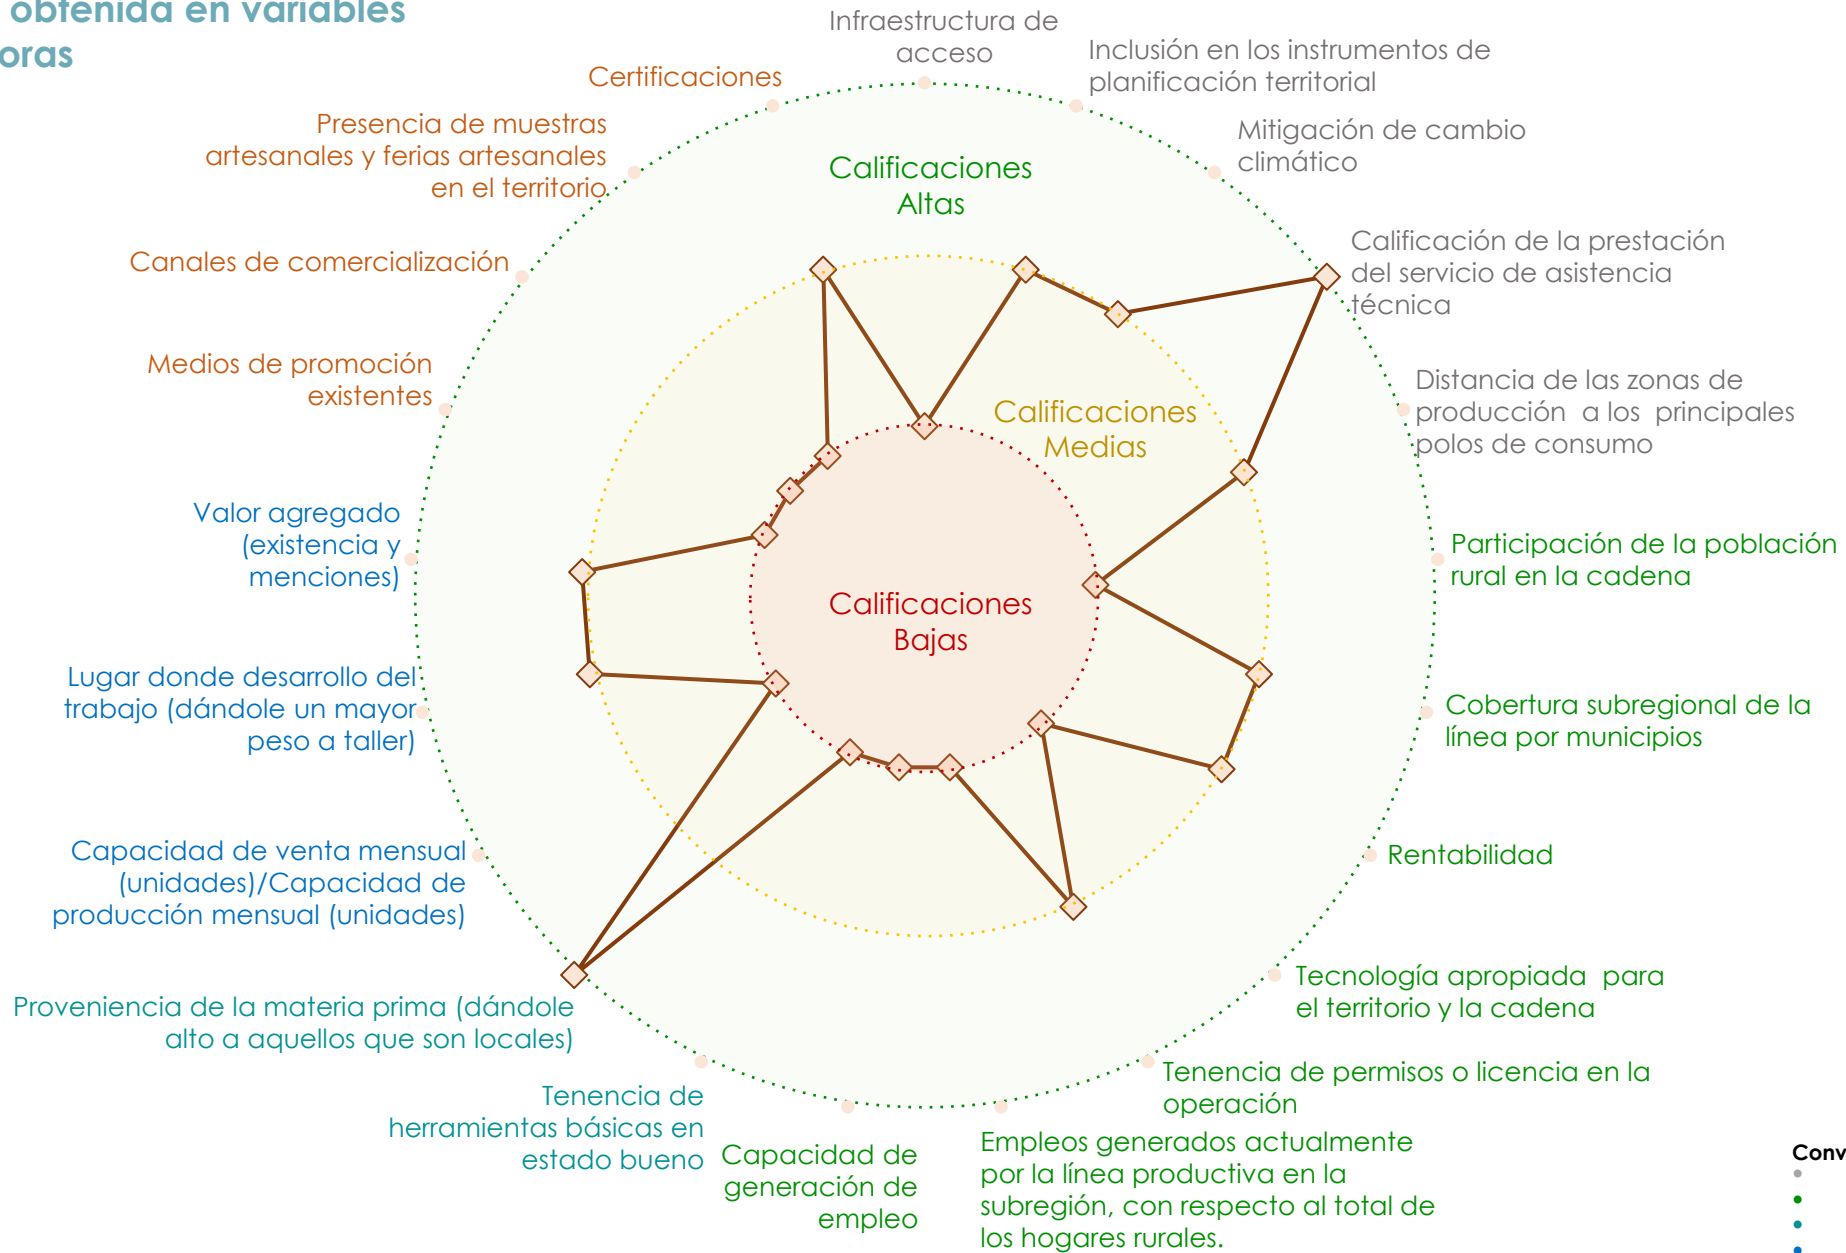 obtenida en variables
oras
Infraestructura de
acceso
Inclusión en los instrumentos de
planificación territorial
Mitigación de cambio
climático
Calificación de la prestación
del servicio de asistencia
técnica
Distancia de las zonas de
producción a los principales
polos de consumo
Participación de la población
rural en la cadena
Cobertura subregional de la
línea por municipios
Rentabilidad
Tecnología apropiada para
el territorio y la cadena
Tenencia de permisos o licencia en la
operación
Empleos generados actualmente
por la línea productiva en la
subregión, con respecto al total de
los hogares rurales.
Capacidad de
generación de
empleo
Tenencia de
herramientas básicas en
estado bueno
Proveniencia de la materia prima (dándole
alto a aquellos que son locales)
Capacidad de venta mensual
(unidades)/Capacidad de
producción mensual (unidades)
Lugar donde desarrollo del
trabajo (dándole un mayor
peso a taller)
Valor agregado
(existencia y
menciones)
Medios de promoción
existentes
Canales de comercialización
Presencia de muestras
artesanales y ferias artesanales
en el territorio
Certificaciones
Calificaciones
Altas
Calificaciones
Medias
Calificaciones
Bajas
Conv